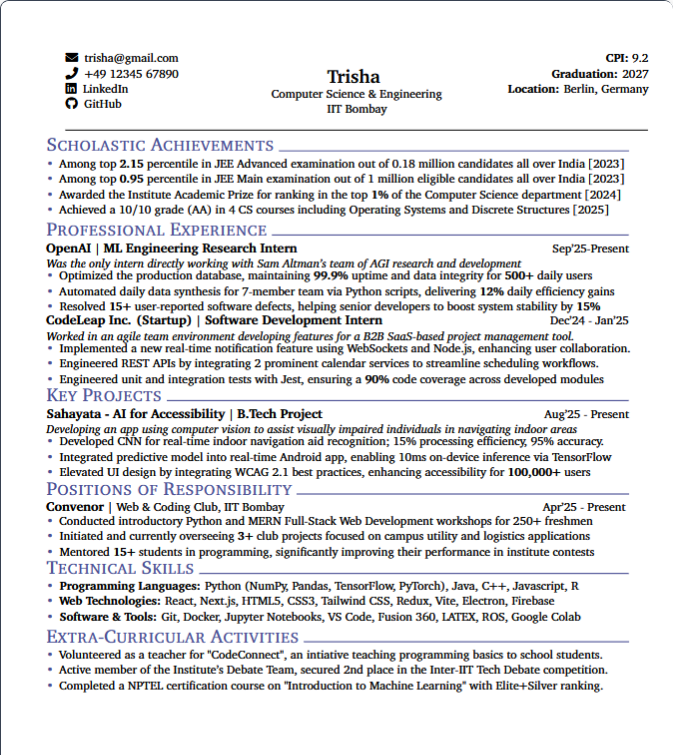 trisha@gmail.com
+49 12345 67890
LinkedIn
GitHub
Trisha
Computer Science & Engineering
IIT Bombay
CPI: 9.2
Graduation: 2027
Location: Berlin, Germany
SCHOLASTIC ACHIEVEMENTS
• Among top 2.15 percentile in JEE Advanced examination out of 0.18 million candidates all over India [2023]
• Among top 0.95 percentile in JEE Main examination out of 1 million eligible candidates all over India [2023]
• Awarded the Institute Academic Prize for ranking in the top 1% of the Computer Science department [2024]
• Achieved a 10/10 grade (AA) in 4 CS courses including Operating Systems and Discrete Structures [2025]
PROFESSIONAL EXPERIENCE
OpenAI | ML Engineering Research Intern Sep'25-Present
Was the only intern directly working with Sam Altman's team of AGI research and development
• Optimized the production database, maintaining 99.9% uptime and data integrity for 500+ daily users
• Automated daily data synthesis for 7-member team via Python scripts, delivering 12% daily efficiency gains
• Resolved 15+ user-reported software defects, helping senior developers to boost system stability by 15%
CodeLeap Inc. (Startup) | Software Development Intern Dec'24 - Jan'25
Worked in an agile team environment developing features for a B2B SaaS-based project management tool.
• Implemented a new real-time notification feature using WebSockets and Node.js, enhancing user collaboration.
• Engineered REST APIs by integrating 2 prominent calendar services to streamline scheduling workflows.
• Engineered unit and integration tests with Jest, ensuring a 90% code coverage across developed modules
KEY PROJECTS
Sahayata - AI for Accessibility | B.Tech Project Aug'25 - Present
Developing an app using computer vision to assist visually impaired individuals in navigating indoor areas
• Developed CNN for real-time indoor navigation aid recognition; 15% processing efficiency, 95% accuracy.
• Integrated predictive model into real-time Android app, enabling 10ms on-device inference via TensorFlow
• Elevated UI design by integrating WCAG 2.1 best practices, enhancing accessibility for 100,000+ users
POSITIONS OF RESPONSIBILITY
Convenor | Web & Coding Club, IIT Bombay Apr'25 - Present
• Conducted introductory Python and MERN Full-Stack Web Development workshops for 250+ freshmen
• Initiated and currently overseeing 3+ club projects focused on campus utility and logistics applications
• Mentored 15+ students in programming, significantly improving their performance in institute contests
TECHNICAL SKILLS
• Programming Languages: Python (NumPy, Pandas, TensorFlow, PyTorch), Java, C++, Javascript, R
• Web Technologies: React, Next.js, HTML5, CSS3, Tailwind CSS, Redux, Vite, Electron, Firebase
• Software & Tools: Git, Docker, Jupyter Notebooks, VS Code, Fusion 360, LATEX, ROS, Google Colab
EXTRA-CURRICULAR ACTIVITIES
• Volunteered as a teacher for "CodeConnect", an intiative teaching programming basics to school students.
• Active member of the Institute's Debate Team, secured 2nd place in the Inter-IIT Tech Debate competition.
• Completed a NPTEL certification course on "Introduction to Machine Learning" with Elite+Silver ranking.